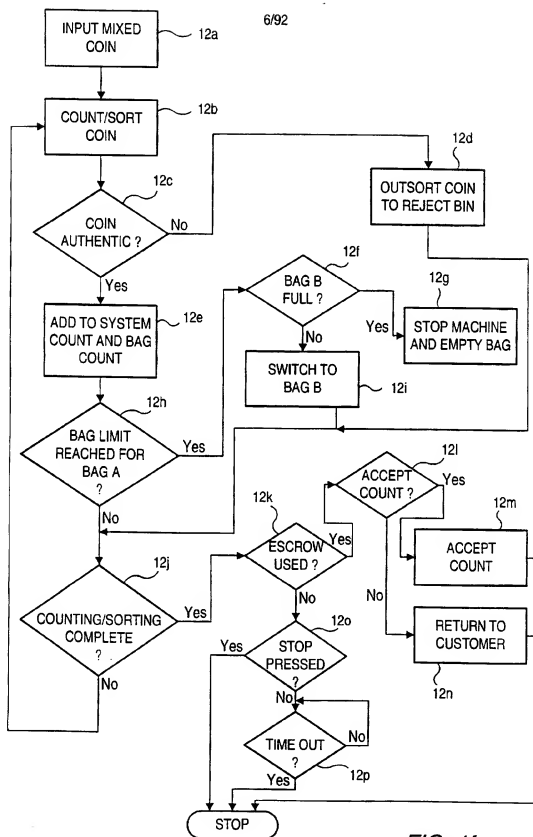 6/92
INPUT MIXED
COIN
12a
COUNT/SORT
COIN
12b
12c
COIN
AUTHENTIC ?
No
Yes
12d
OUTSORT COIN
TO REJECT BIN
ADD TO SYSTEM
COUNT AND BAG
COUNT
12e
12f
BAG B
FULL ?
No
Yes
12g
STOP MACHINE
AND EMPTY BAG
SWITCH TO
BAG B
12i
12h
BAG LIMIT
REACHED FOR
BAG A
?
Yes
No
12j
COUNTING/SORTING
COMPLETE
?
Yes
No
12k
ESCROW
USED ?
Yes
No
12l
ACCEPT
COUNT ?
Yes
No
12m
ACCEPT
COUNT
RETURN TO
CUSTOMER
12n
12o
STOP
PRESSED
?
Yes
No
TIME OUT
?
No
Yes
12p
STOP